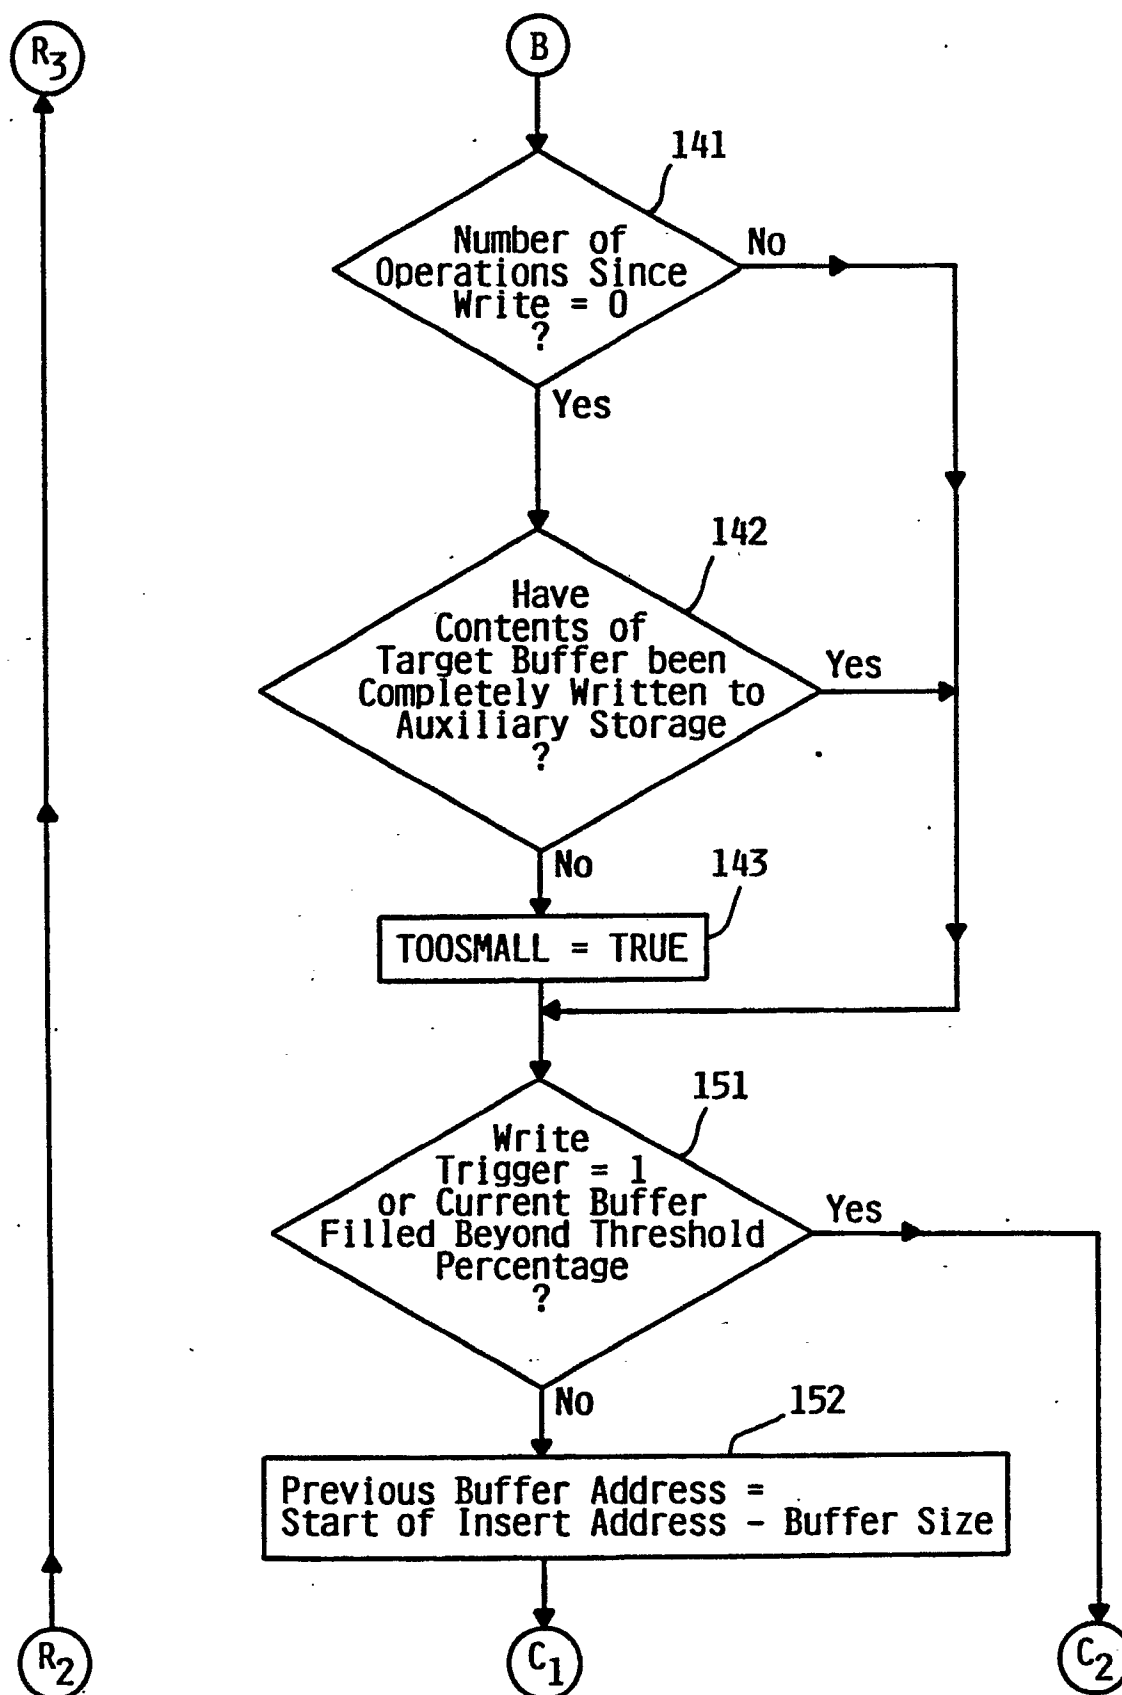 R3
B
141
Number of
Operations Since
Write = 0
?
No
Yes
142
Have
Contents of
Target Buffer been
Completely Written to
Auxiliary Storage
?
Yes
No
143
TOOSMALL = TRUE
151
Write
Trigger = 1
or Current Buffer
Filled Beyond Threshold
Percentage
?
Yes
No
152
Previous Buffer Address =
Start of Insert Address - Buffer Size
R2
C1
C2